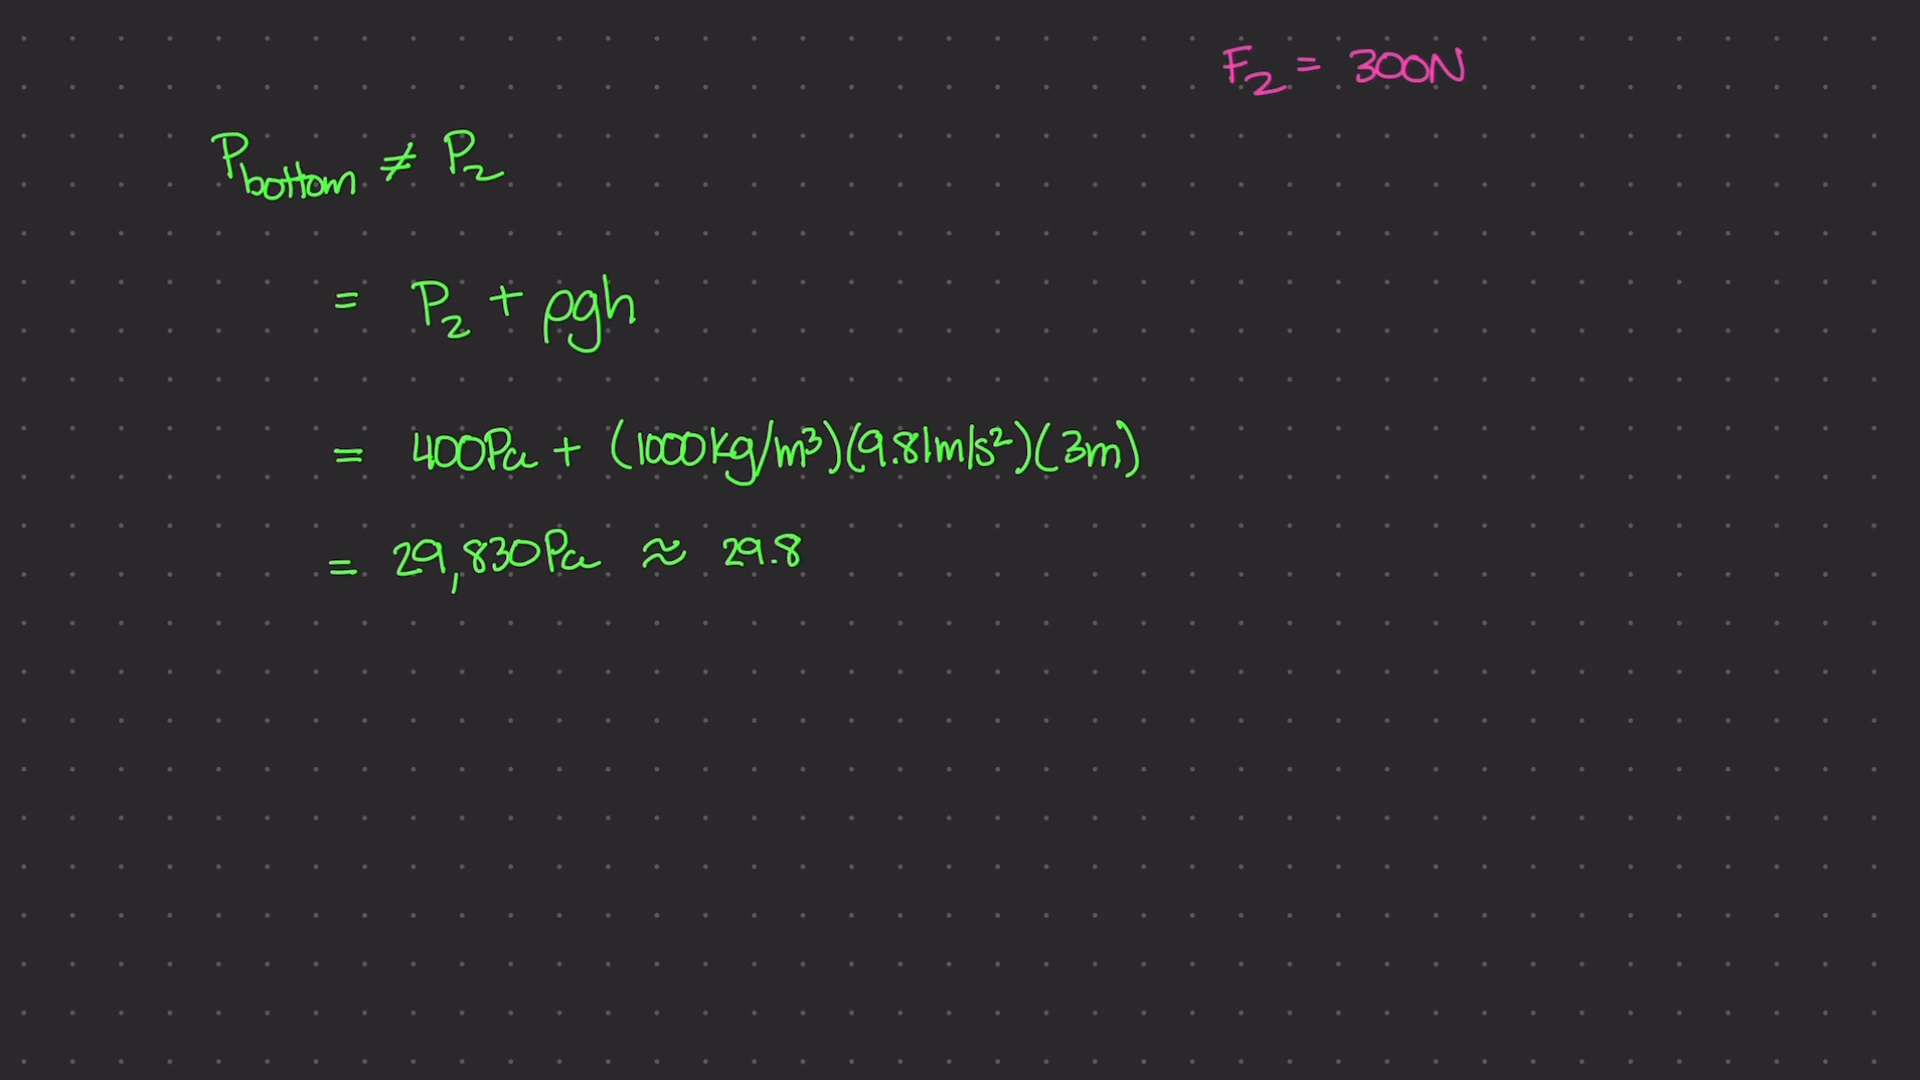 F₂ = 300N
P_bottom ≠ P₂
= P₂ + ρgh
= 400Pa + (1000kg/m³)(9.81m/s²)(3m)
= 29,830Pa ≈ 29.8